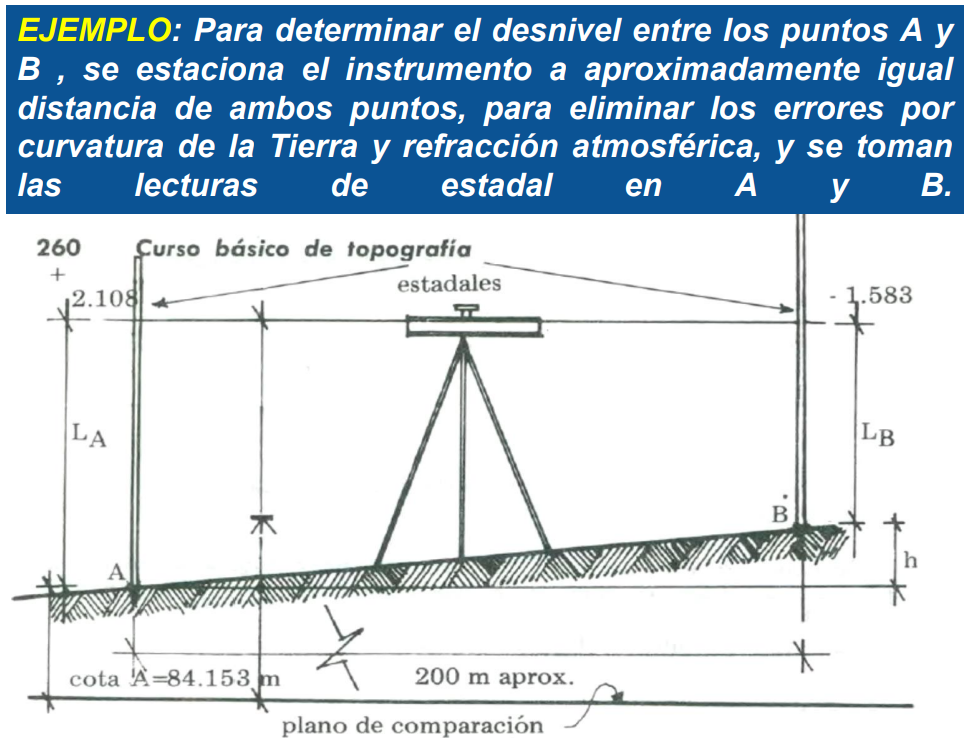 EJEMPLO: Para determinar el desnivel entre los puntos A y
B , se estaciona el instrumento a aproximadamente igual
distancia de ambos puntos, para eliminar los errores por
curvatura de la Tierra y refracción atmosférica, y se toman
las lecturas de estadal en A y B.
260 Curso básico de topografía
+
2.108
estadales
- 1.583
LA
LB
B
A
h
cota A=84.153 m
200 m aprox.
plano de comparación